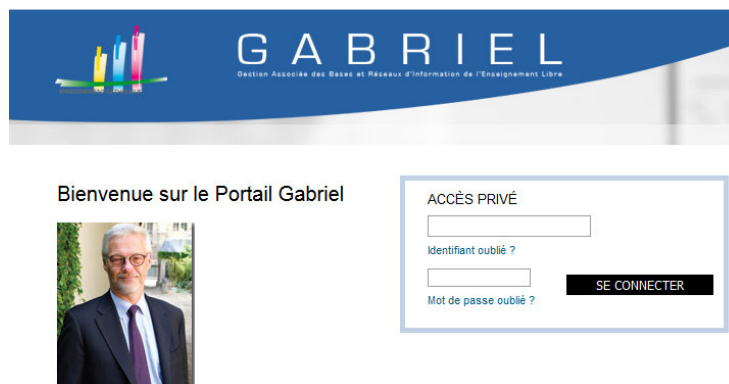 GABRIEL
Gestion Associée des Bases et Réseaux d'Information de l'Enseignement Libre
Bienvenue sur le Portail Gabriel
ACCÈS PRIVÉ
Identifiant oublié ?
SE CONNECTER
Mot de passe oublié ?